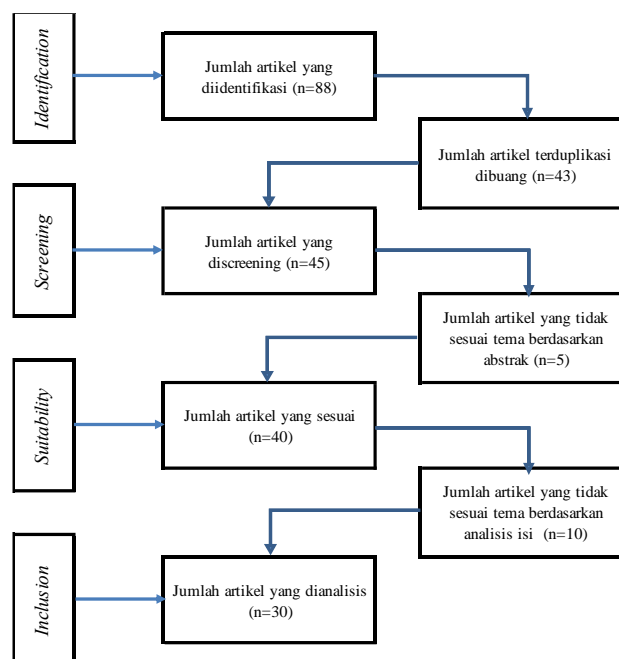 Identification
Jumlah artikel yang
diidentifikasi (n=88)
Jumlah artikel terduplikasi
dibuang (n=43)
Screening
Jumlah artikel yang
discreening (n=45)
Jumlah artikel yang tidak
sesuai tema berdasarkan
abstrak (n=5)
Suitability
Jumlah artikel yang sesuai
(n=40)
Jumlah artikel yang tidak
sesuai tema berdasarkan
analisis isi (n=10)
Inclusion
Jumlah artikel yang dianalisis
(n=30)